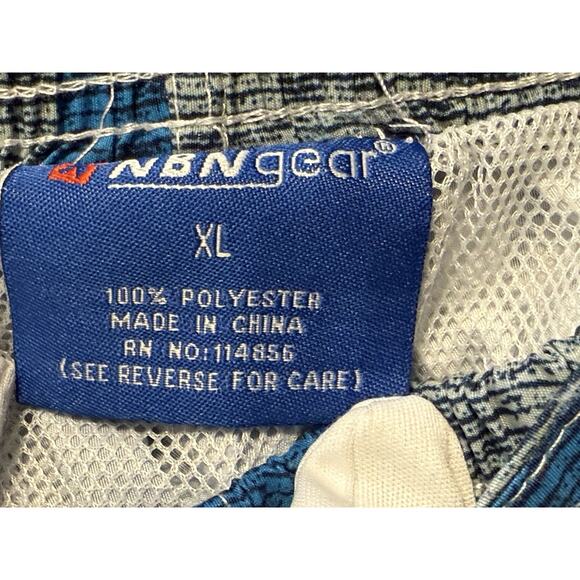 NBNgear®
XL
100% POLYESTER
MADE IN CHINA
RN NO:114856
(SEE REVERSE FOR CARE)